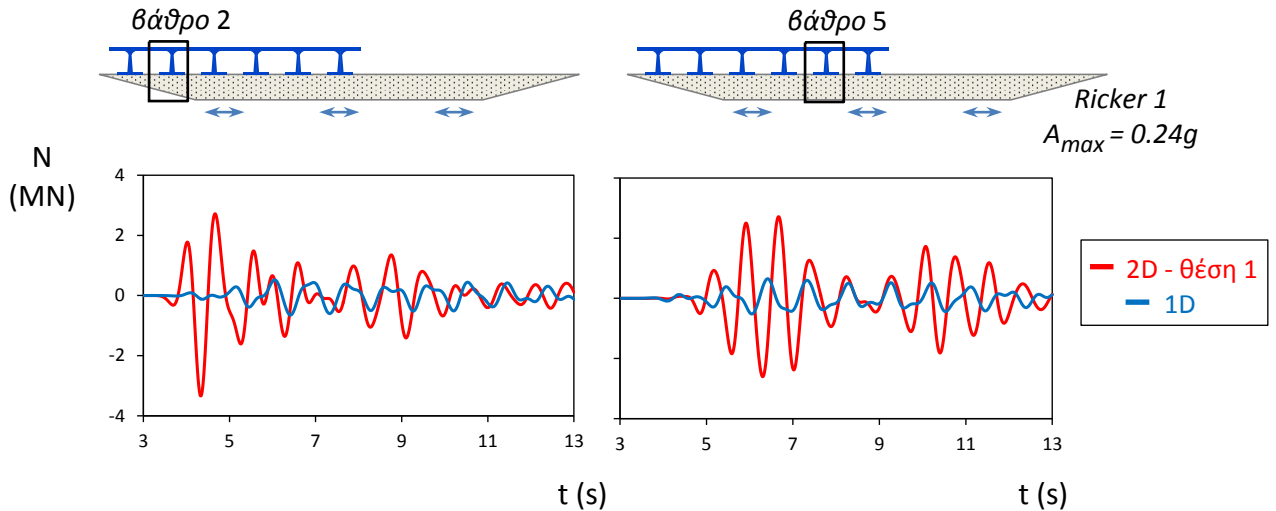 βάθρο 2
βάθρο 5
Ricker 1
Amax = 0.24g
N
(MN)
4
2
0
-2
-4
3 5 7 9 11 13
3 5 7 9 11 13
t (s)
t (s)
2D - θέση 1
1D